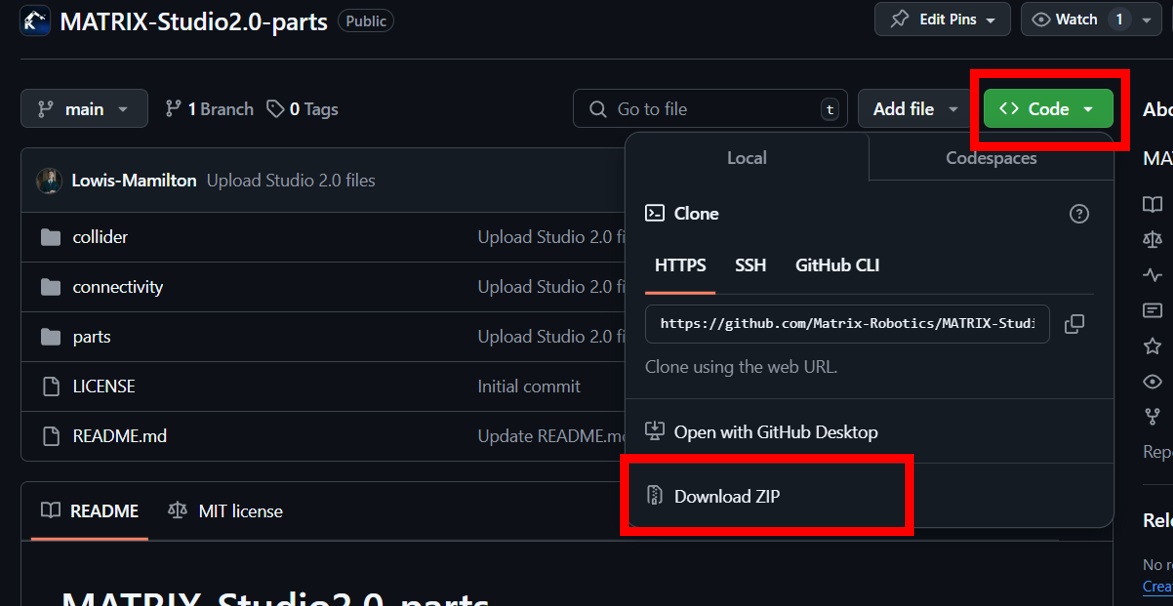 MATRIX-Studio2.0-parts Public
Edit Pins Watch 1
main 1 Branch 0 Tags
Go to file t
Add file
<> Code
Local Codespaces
Lowis-Mamilton Upload Studio 2.0 files
collider Upload Studio 2.0 fi
connectivity Upload Studio 2.0 fi
parts Upload Studio 2.0 fi
LICENSE Initial commit
README.md Update README.m
Clone
HTTPS SSH GitHub CLI
https://github.com/Matrix-Robotics/MATRIX-Studi
Clone using the web URL.
Open with GitHub Desktop
Download ZIP
README MIT license
MATRIX-Studio2.0-parts
Abo
MA
Rep
Rel
No r
Crea